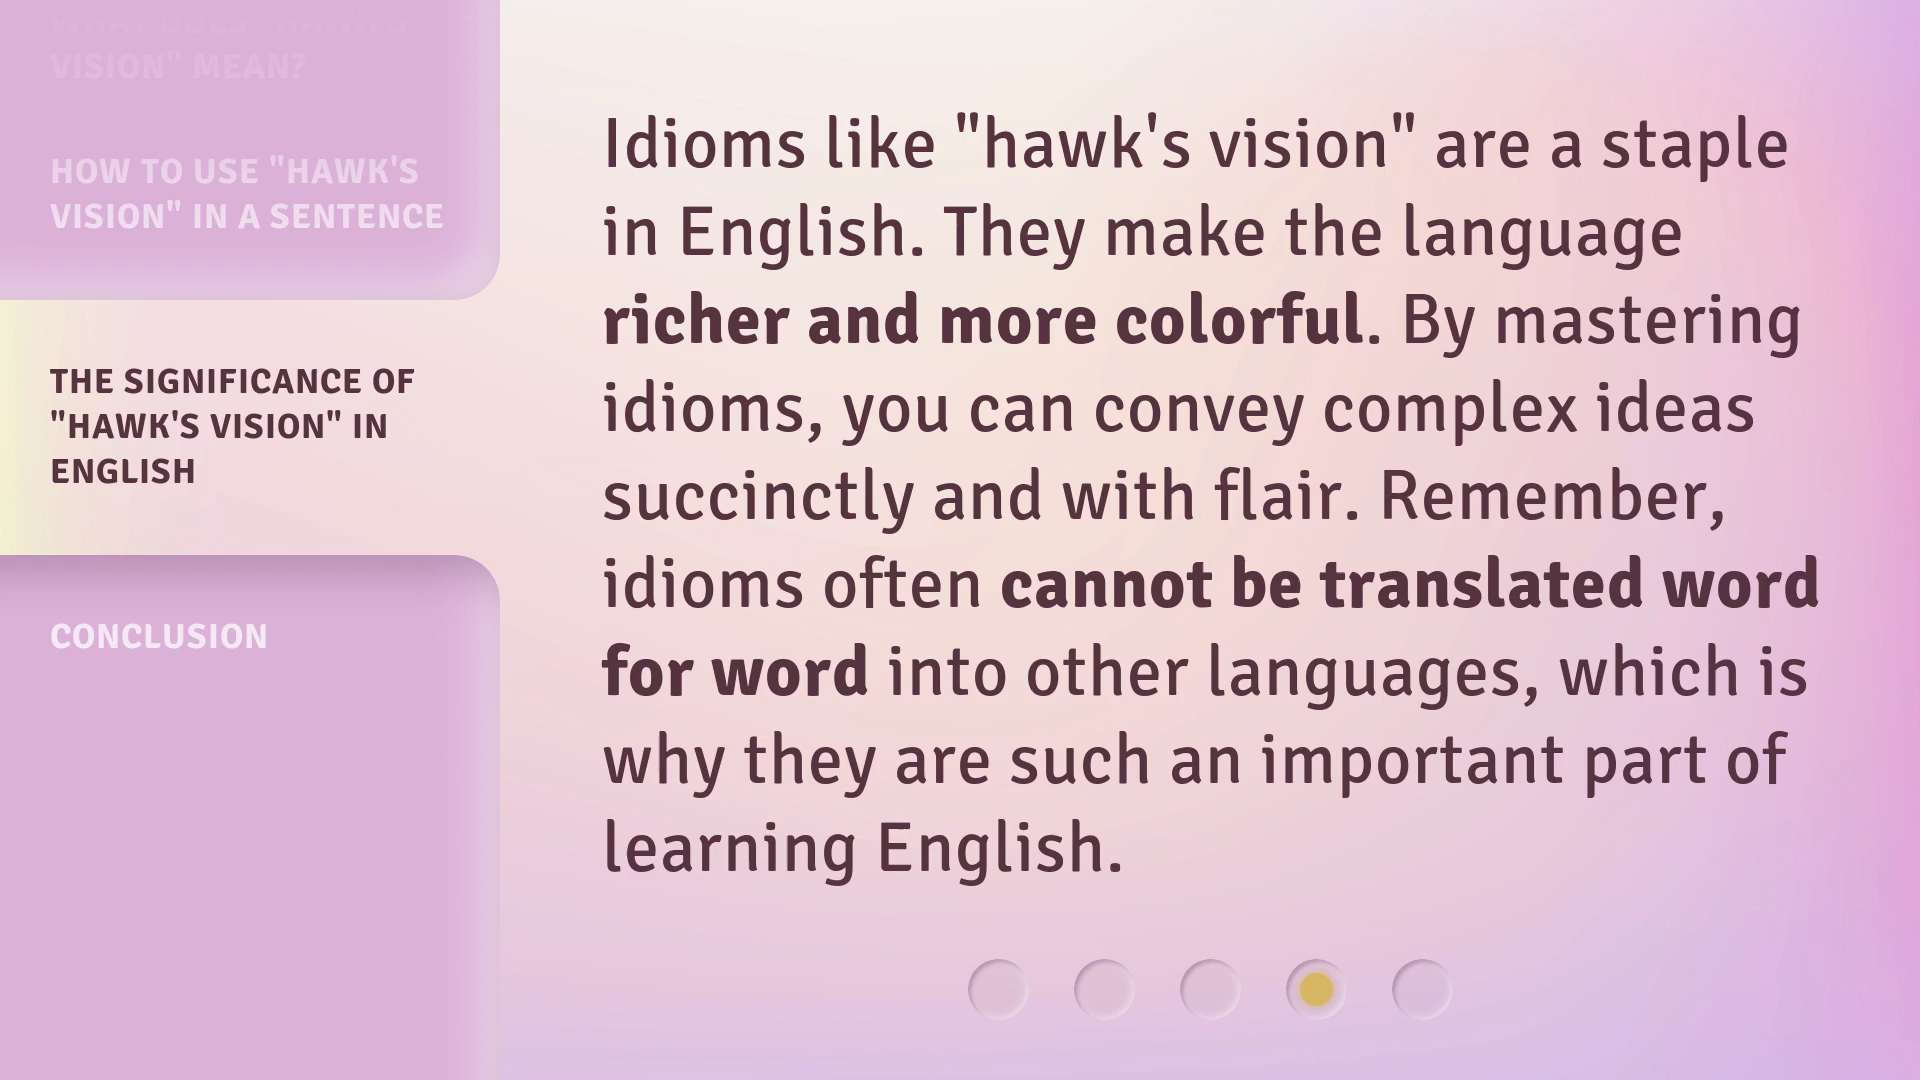 WHAT DOES "HAWK'S
VISION" MEAN?
HOW TO USE "HAWK'S
VISION" IN A SENTENCE
THE SIGNIFICANCE OF
"HAWK'S VISION" IN
ENGLISH
CONCLUSION
Idioms like "hawk's vision" are a staple
in English. They make the language
richer and more colorful. By mastering
idioms, you can convey complex ideas
succinctly and with flair. Remember,
idioms often cannot be translated word
for word into other languages, which is
why they are such an important part of
learning English.